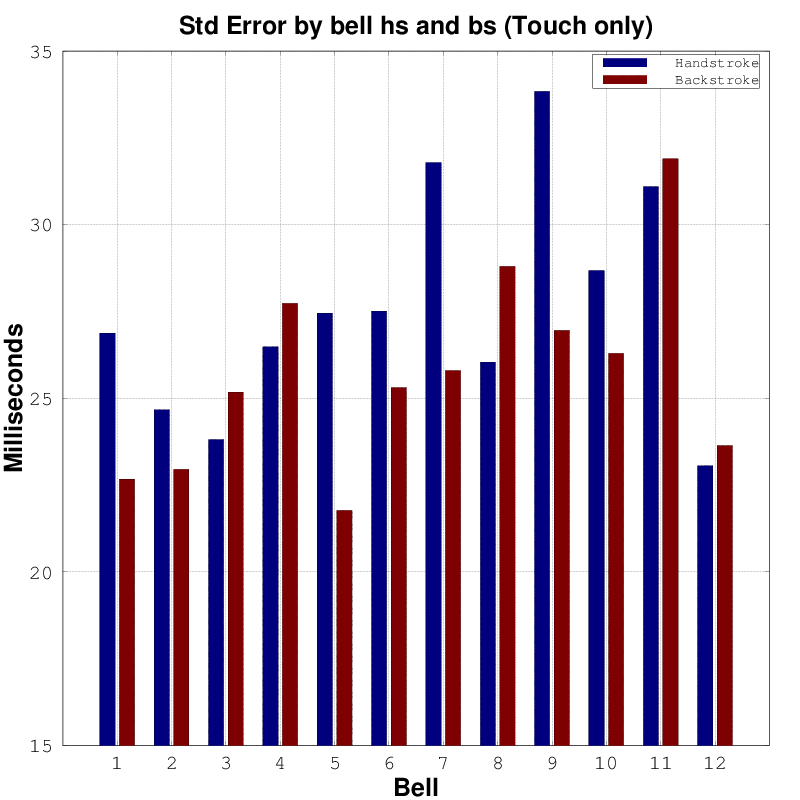 Std Error by bell hs and bs (Touch only)
Handstroke
Backstroke
35
30
25
20
15
Milliseconds
1 2 3 4 5 6 7 8 9 10 11 12
Bell